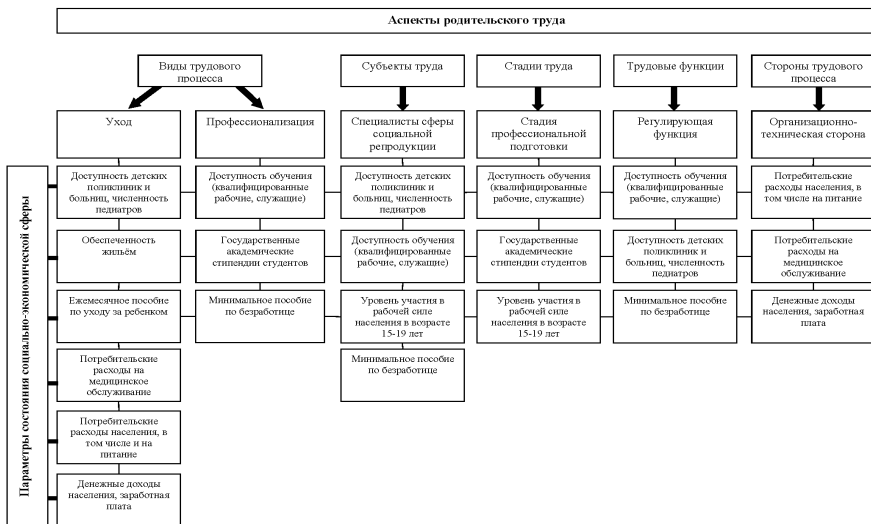 Аспекты родительского труда
Виды трудового
процесса
Субъекты труда
Стадии труда
Трудовые функции
Стороны трудового
процесса
Уход
Профессионализация
Специалисты сферы
социальной
репродукции
Стадия
профессиональной
подготовки
Регулирующая
функция
Организационно-
техническая сторона
Параметры состояния социально-экономической сферы
Доступность детских
поликлиник и
больниц, численность
педиатров
Доступность обучения
(квалифицированные
рабочие, служащие)
Доступность детских
поликлиник и
больниц, численность
педиатров
Доступность обучения
(квалифицированные
рабочие, служащие)
Доступность обучения
(квалифицированные
рабочие, служащие)
Потребительские
расходы населения, в
том числе на питание
Обеспеченность
жильём
Государственные
академические
стипендии студентов
Доступность обучения
(квалифицированные
рабочие, служащие)
Государственные
академические
стипендии студентов
Доступность детских
поликлиник и
больниц, численность
педиатров
Потребительские
расходы на
медицинское
обслуживание
Ежемесячное пособие
по уходу за ребенком
Минимальное пособие
по безработице
Уровень участия в
рабочей силе
населения в возрасте
15-19 лет
Уровень участия в
рабочей силе
населения в возрасте
15-19 лет
Минимальное пособие
по безработице
Денежные доходы
населения, заработная
плата
Потребительские
расходы на
медицинское
обслуживание
Минимальное пособие
по безработице
Потребительские
расходы населения, в
том числе и на
питание
Денежные доходы
населения, заработная
плата